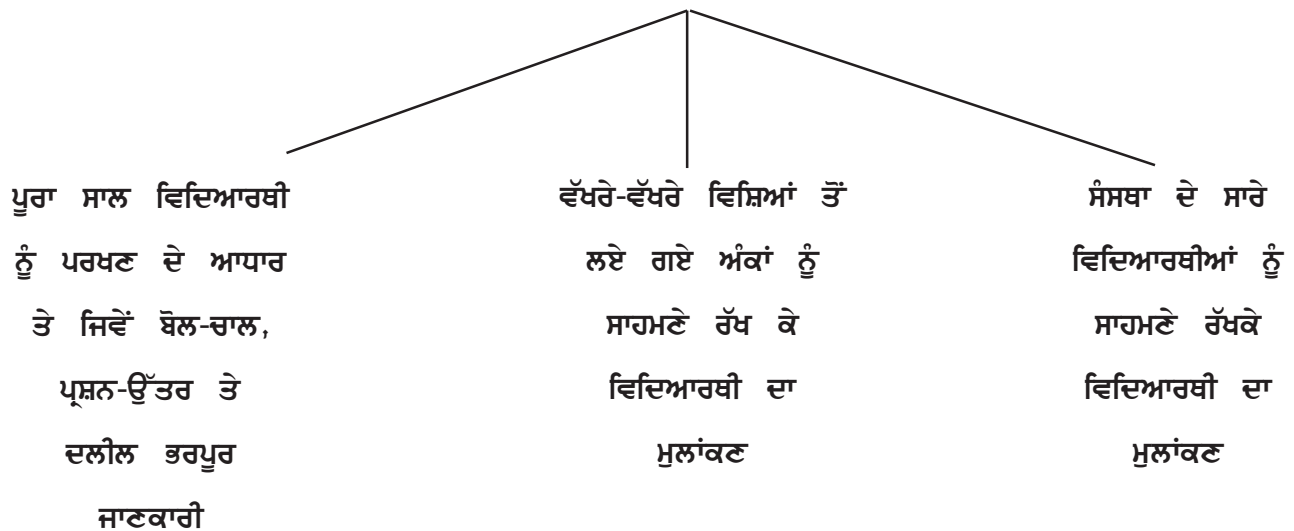 ਪੂਰਾ ਸਾਲ ਵਿਦਿਆਰਥੀ
ਨੂੰ ਪਰਖਣ ਦੇ ਆਧਾਰ
ਤੇ ਜਿਵੇਂ ਬੋਲ-ਚਾਲ,
ਪ੍ਰਸ਼ਨ-ਉੱਤਰ ਤੇ
ਦਲੀਲ ਭਰਪੂਰ
ਜਾਣਕਾਰੀ
ਵੱਖਰੇ-ਵੱਖਰੇ ਵਿਸ਼ਿਆਂ ਤੋਂ
ਲਏ ਗਏ ਅੰਕਾਂ ਨੂੰ
ਸਾਹਮਣੇ ਰੱਖ ਕੇ
ਵਿਦਿਆਰਥੀ ਦਾ
ਮੁਲਾਂਕਣ
ਸੰਸਥਾ ਦੇ ਸਾਰੇ
ਵਿਦਿਆਰਥੀਆਂ ਨੂੰ
ਸਾਹਮਣੇ ਰੱਖਕੇ
ਵਿਦਿਆਰਥੀ ਦਾ
ਮੁਲਾਂਕਣ